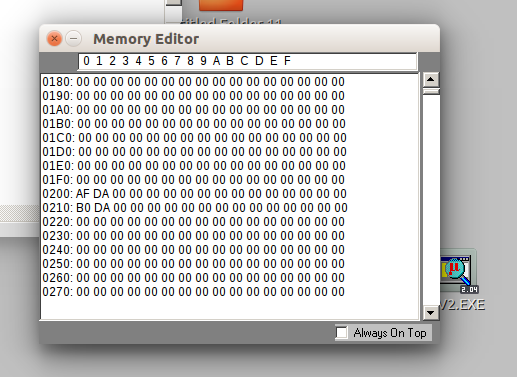 titled Folder 11
Memory Editor
0 1 2 3 4 5 6 7 8 9 A B C D E F
0180: 00 00 00 00 00 00 00 00 00 00 00 00 00 00 00 00
0190: 00 00 00 00 00 00 00 00 00 00 00 00 00 00 00 00
01A0: 00 00 00 00 00 00 00 00 00 00 00 00 00 00 00 00
01B0: 00 00 00 00 00 00 00 00 00 00 00 00 00 00 00 00
01C0: 00 00 00 00 00 00 00 00 00 00 00 00 00 00 00 00
01D0: 00 00 00 00 00 00 00 00 00 00 00 00 00 00 00 00
01E0: 00 00 00 00 00 00 00 00 00 00 00 00 00 00 00 00
01F0: 00 00 00 00 00 00 00 00 00 00 00 00 00 00 00 00
0200: AF DA 00 00 00 00 00 00 00 00 00 00 00 00 00 00
0210: B0 DA 00 00 00 00 00 00 00 00 00 00 00 00 00 00
0220: 00 00 00 00 00 00 00 00 00 00 00 00 00 00 00 00
0230: 00 00 00 00 00 00 00 00 00 00 00 00 00 00 00 00
0240: 00 00 00 00 00 00 00 00 00 00 00 00 00 00 00 00
0250: 00 00 00 00 00 00 00 00 00 00 00 00 00 00 00 00
0260: 00 00 00 00 00 00 00 00 00 00 00 00 00 00 00 00
0270: 00 00 00 00 00 00 00 00 00 00 00 00 00 00 00 00
μ
2.04
V2.EXE
Always On Top